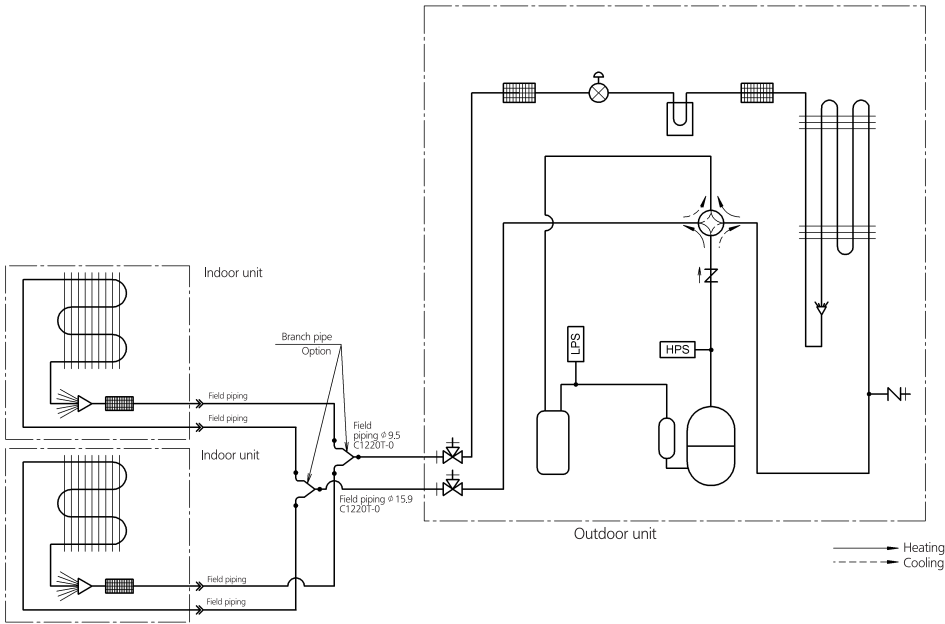 Indoor unit
Branch pipe
Option
LPS
HPS
Field piping
Field piping
Field
piping ϕ 9,5
C1220T-0
Indoor unit
Field piping ϕ 15,9
C1220T-0
Outdoor unit
Heating
Cooling
Field piping
Field piping